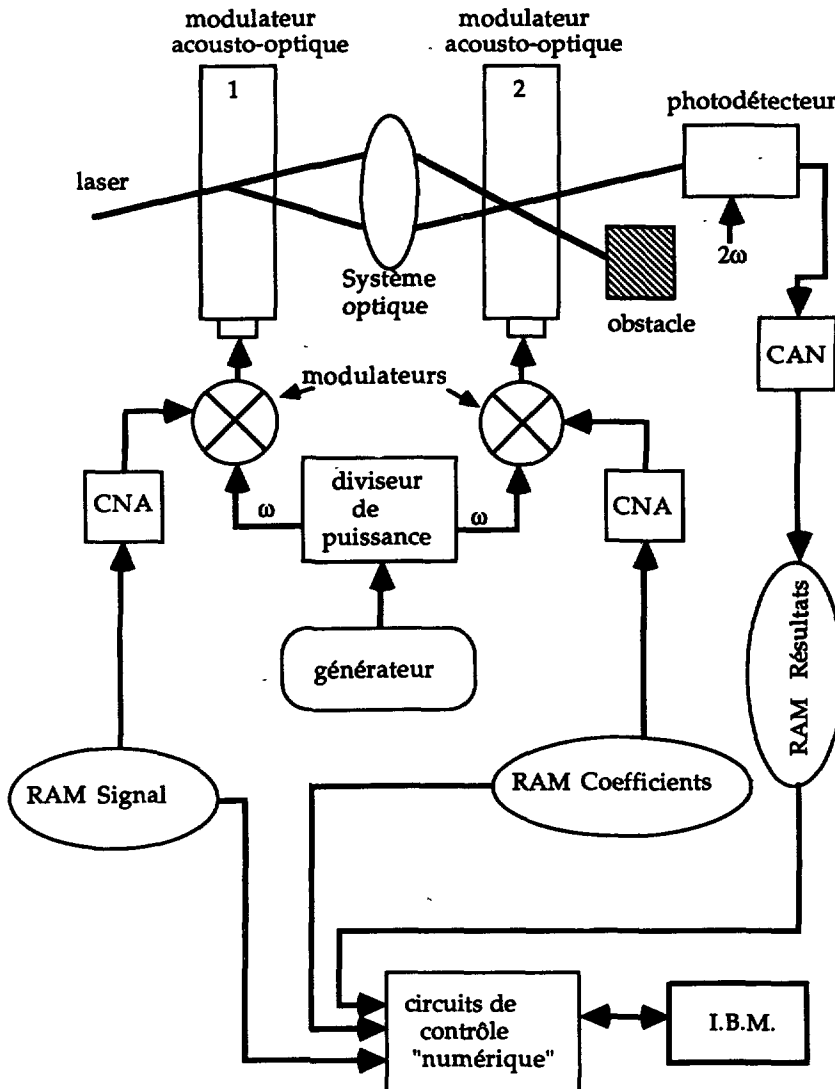 modulateur
acousto-optique
modulateur
acousto-optique
1
2
photodétecteur
laser
2ω
Système
optique
obstacle
CAN
modulateurs
CNA
ω
diviseur
de
puissance
ω
CNA
générateur
RAM Résultats
RAM Signal
RAM Coefficients
circuits de
contrôle
"numérique"
I.B.M.